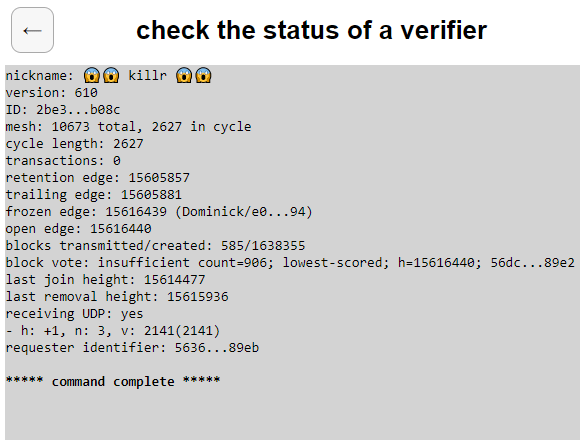 ←
check the status of a verifier
nickname: 😱😱 killr 😱😱
version: 610
ID: 2be3...b08c
mesh: 10673 total, 2627 in cycle
cycle length: 2627
transactions: 0
retention edge: 15605857
trailing edge: 15605881
frozen edge: 15616439 (Dominick/e0...94)
open edge: 15616440
blocks transmitted/created: 585/1638355
block vote: insufficient count=906; lowest-scored; h=15616440; 56dc...89e2
last join height: 15614477
last removal height: 15615936
receiving UDP: yes
- h: +1, n: 3, v: 2141(2141)
requester identifier: 5636...89eb
***** command complete *****